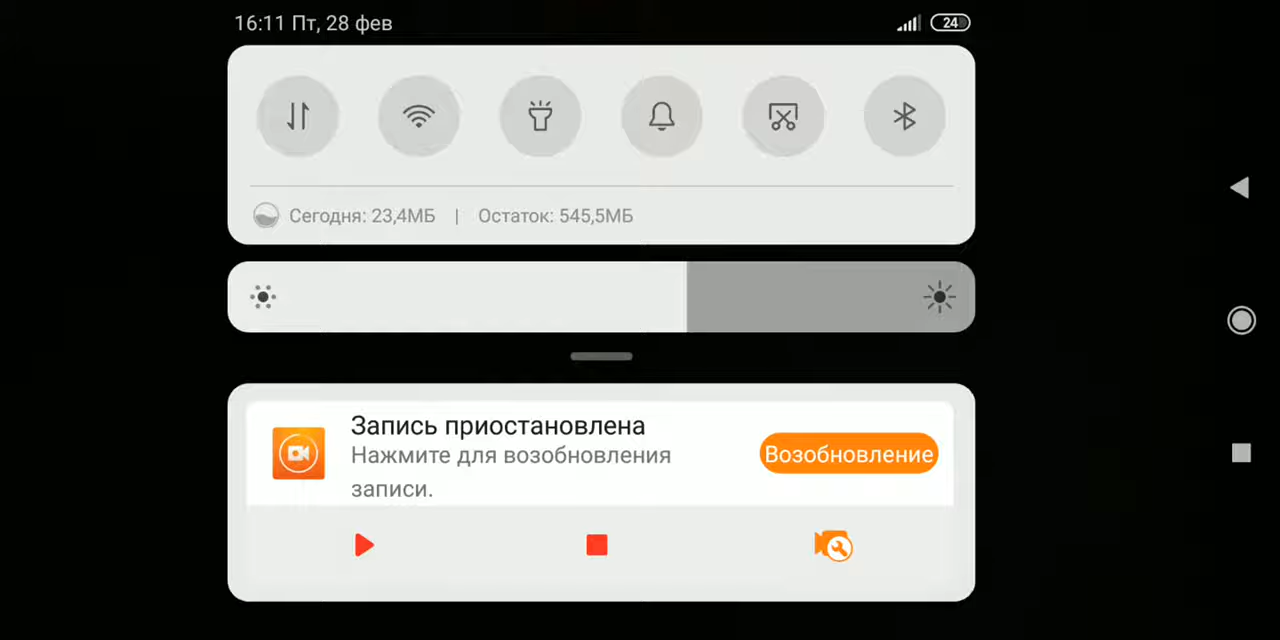 16:11 Пт, 28 фев
24
Сегодня: 23,4МБ | Остаток: 545,5МБ
Запись приостановлена
Нажмите для возобновления
записи.
Возобновление